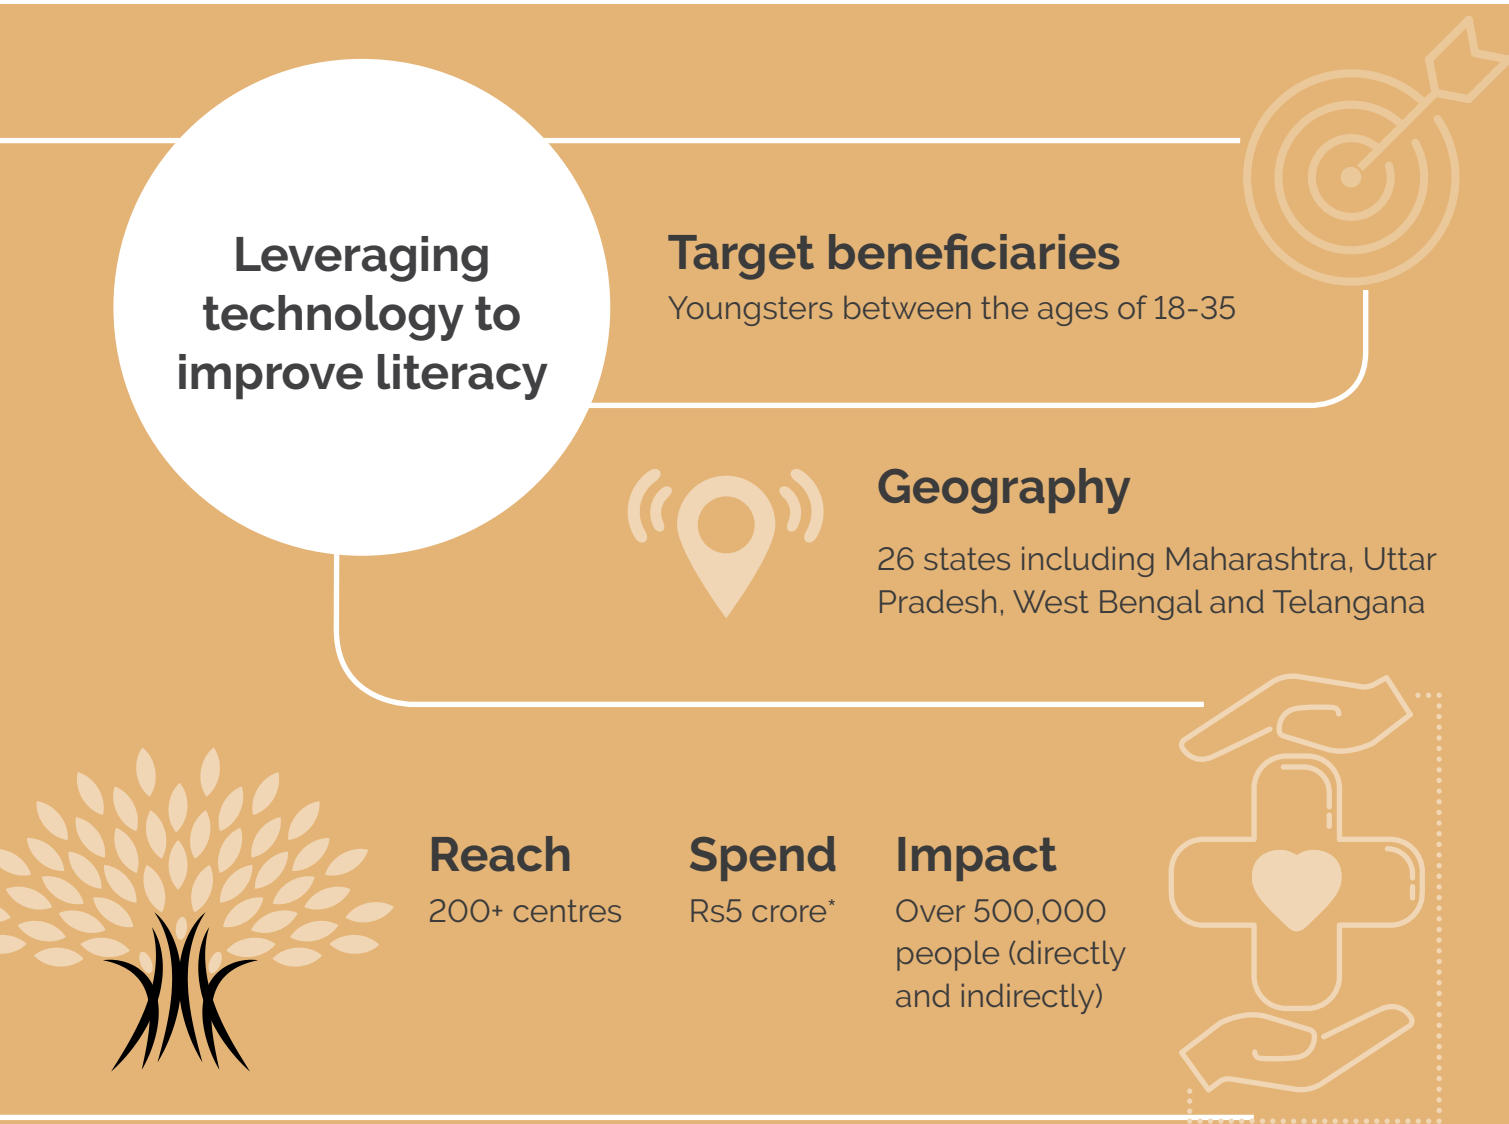 Leveraging
technology to
improve literacy
Target beneficiaries
Youngsters between the ages of 18-35
Geography
26 states including Maharashtra, Uttar
Pradesh, West Bengal and Telangana
Reach
200+ centres
Spend
Rs5 crore*
Impact
Over 500,000
people (directly
and indirectly)